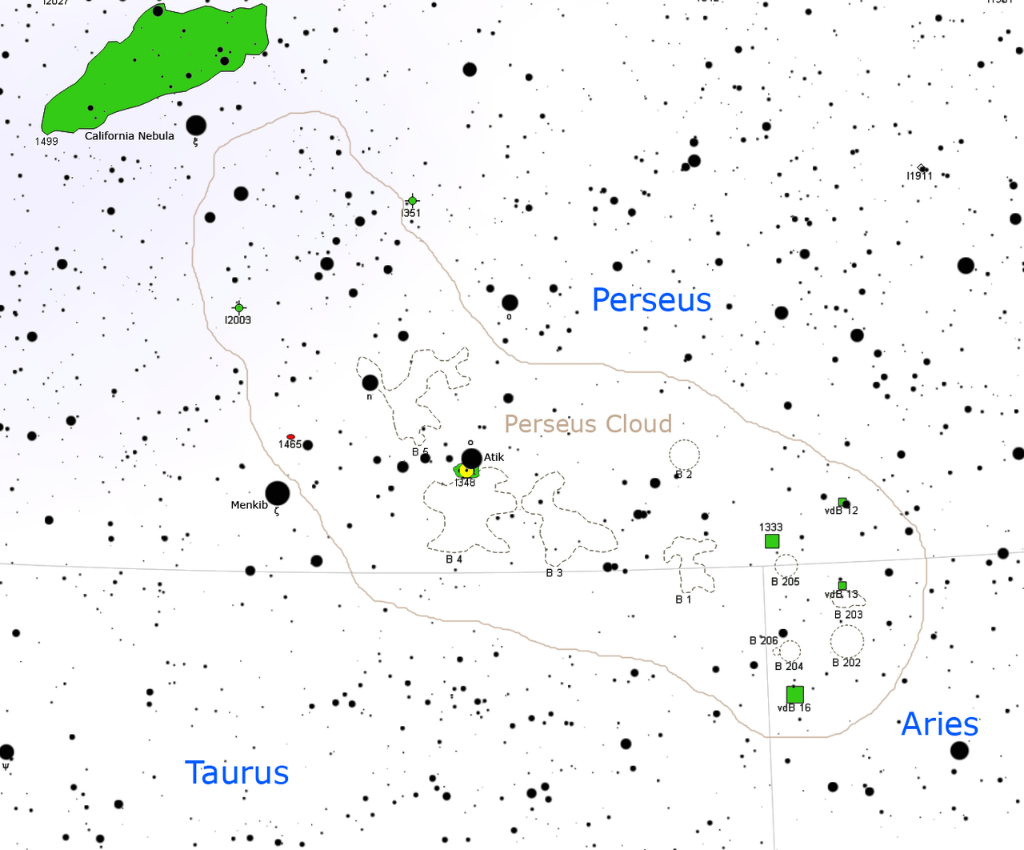 I2027
California Nebula
ξ
1499
I1911
I351
Perseus
I2003
o
n
Perseus Cloud
1465
B 5
o
Atik
I348
B 2
Menkib
ζ
vdB 12
1333
B 4
B 3
B 205
B 1
vdB 13
B 203
B 206
B 204
B 202
vdB 16
Aries
Taurus
ψ